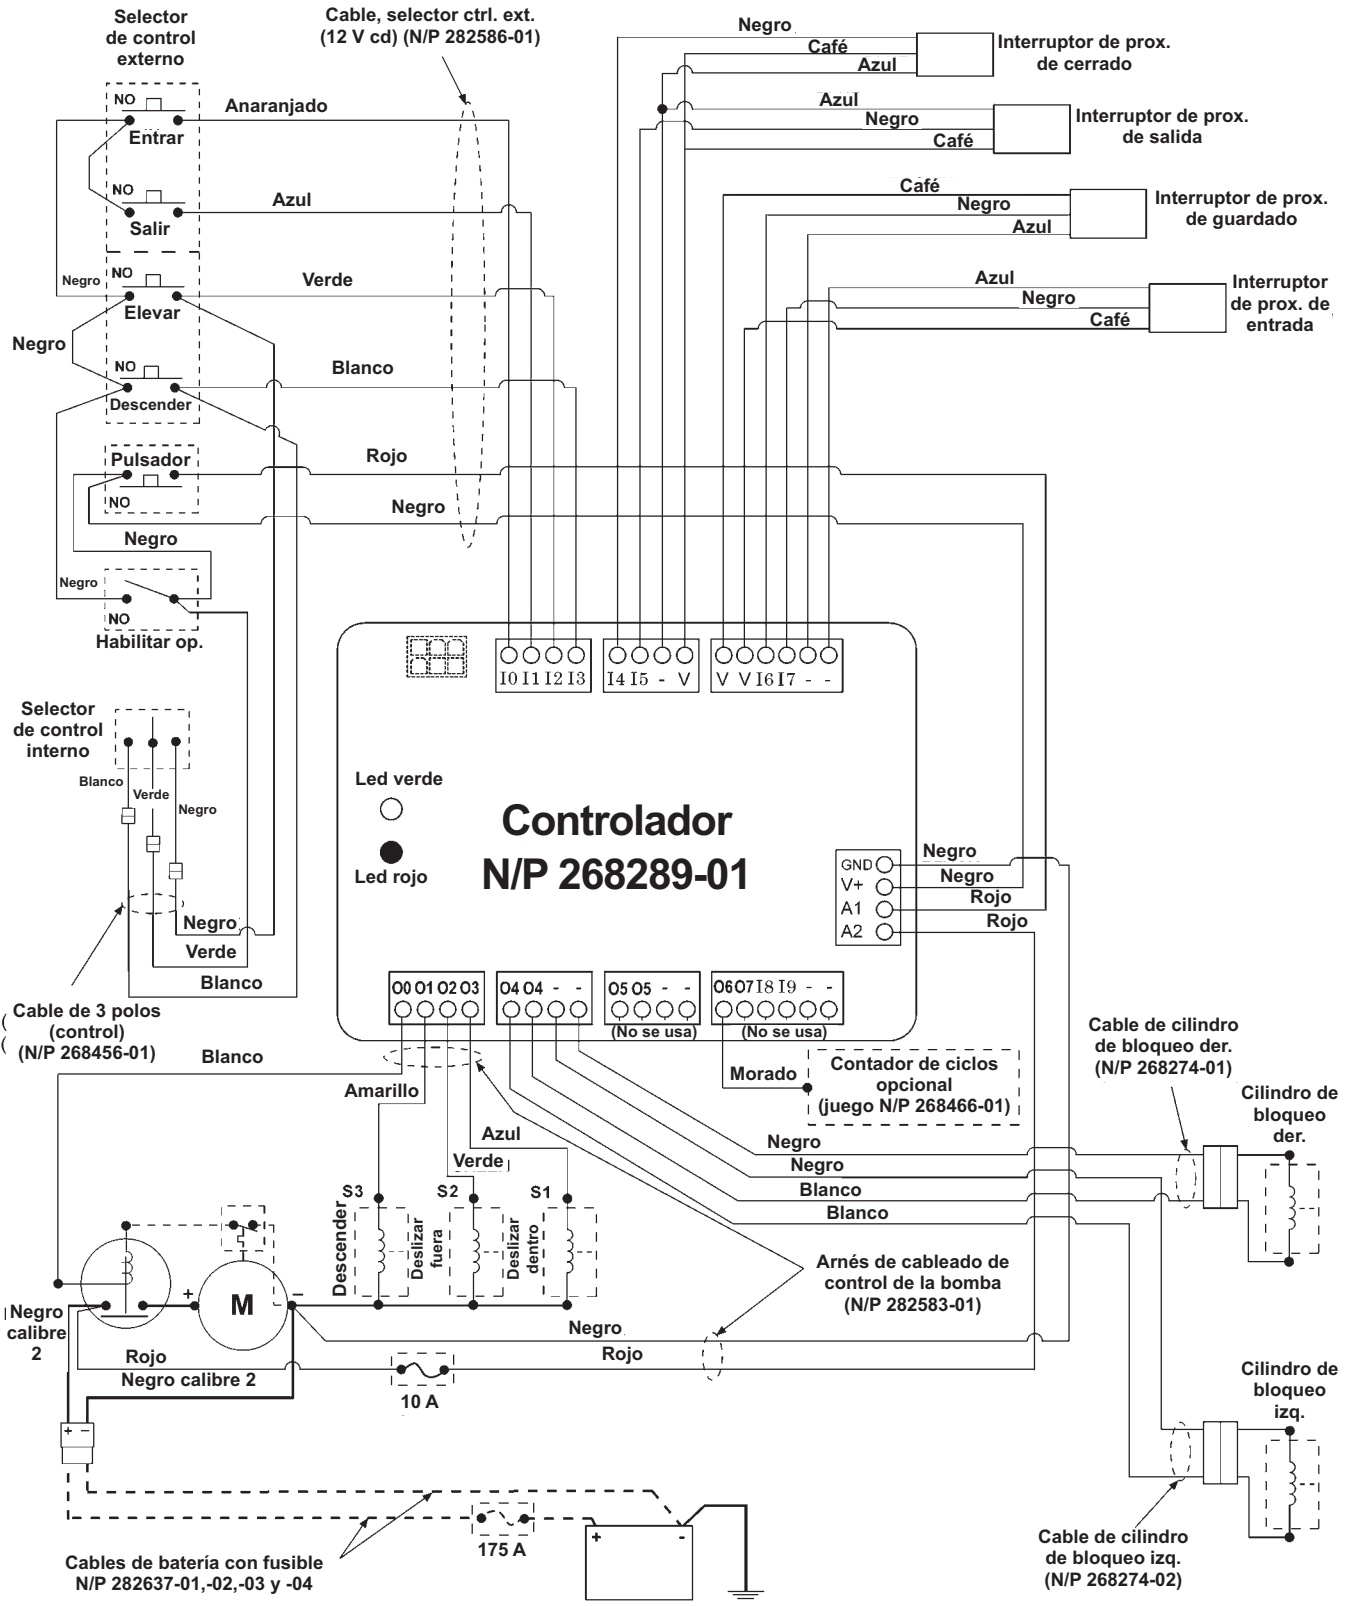 Selector
de control
externo
Cable, selector ctrl. ext.
(12 V cd) (N/P 282586-01)
Negro
Café
Azul
Interruptor de prox.
de cerrado
NO
Entrar
Anaranjado
Azul
Negro
Café
Interruptor de prox.
de salida
NO
Salir
Azul
Café
Negro
Azul
Interruptor de prox.
de guardado
Negro
NO
Elevar
Verde
Azul
Negro
Café
Interruptor
de prox. de
entrada
Negro
NO
Descender
Blanco
Pulsador
NO
Rojo
Negro
Negro
Negro
NO
Habilitar op.
I0 I1 I2 I3
I4 I5 - V
V V I6 I7 - -
Selector
de control
interno
Blanco
Verde
Negro
Led verde
Led rojo
Controlador
N/P 268289-01
GND
V+
A1
A2
Negro
Negro
Rojo
Rojo
Negro
Verde
Blanco
Cable de 3 polos
(control)
(N/P 268456-01)
O0 O1 O2 O3
O4 O4 - -
O5 O5 - -
(No se usa)
O6 O7 I8 I9 - -
(No se usa)
Blanco
Amarillo
Azul
Verde
Morado
Contador de ciclos
opcional
(juego N/P 268466-01)
Cable de cilindro
de bloqueo der.
(N/P 268274-01)
Cilindro de
bloqueo
der.
Negro
Negro
Blanco
Blanco
S3
S2
S1
Descender
Deslizar
fuera
Deslizar
dentro
Arnés de cableado de
control de la bomba
(N/P 282583-01)
+
M
-
Negro
calibre
2
Negro
Rojo
Rojo
Negro calibre 2
10 A
Cilindro de
bloqueo
izq.
+ -
175 A
+ -
Cables de batería con fusible
N/P 282637-01,-02,-03 y -04
Cable de cilindro
de bloqueo izq.
(N/P 268274-02)